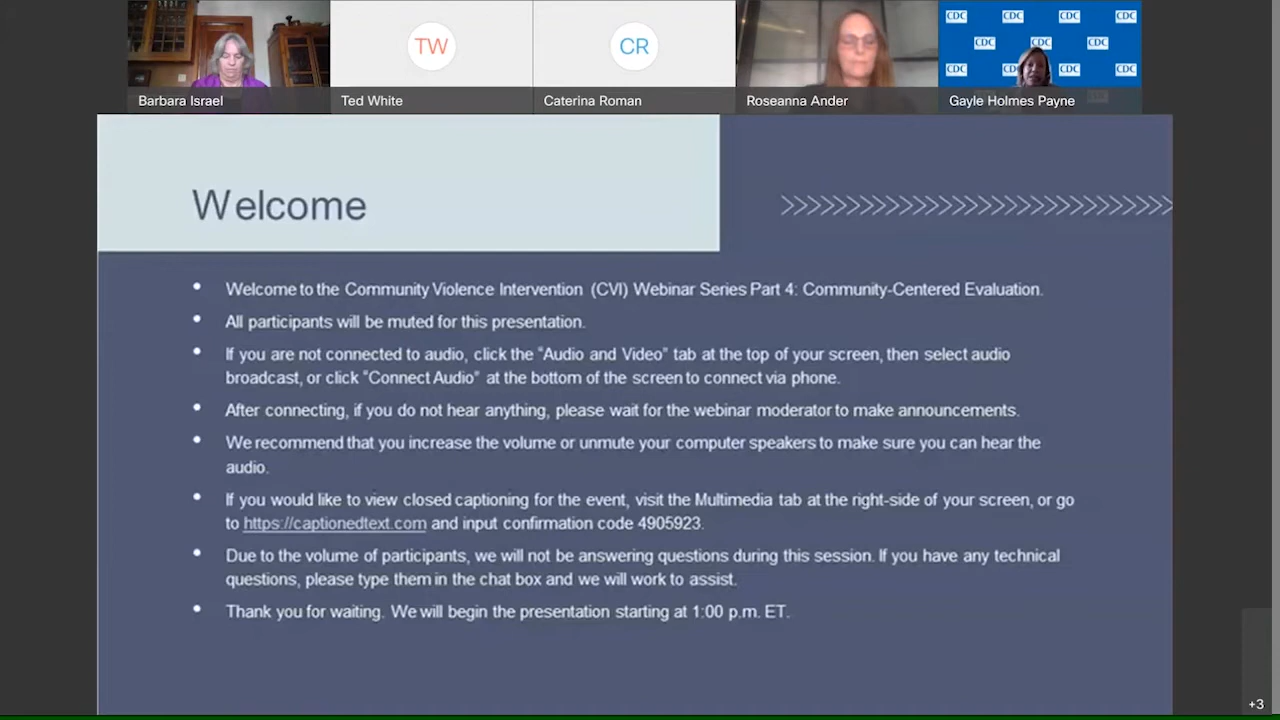 TW
CR
CDC CDC CDC CDC
CDC CDC CDC
CDC CDC CDC
Barbara Israel
Ted White
Caterina Roman
Roseanna Ander
Gayle Holmes Payne
Welcome
• Welcome to the Community Violence Intervention (CVI) Webinar Series Part 4: Community-Centered Evaluation.
• All participants will be muted for this presentation.
• If you are not connected to audio, click the “Audio and Video” tab at the top of your screen, then select audio
broadcast, or click “Connect Audio” at the bottom of the screen to connect via phone.
• After connecting, if you do not hear anything, please wait for the webinar moderator to make announcements.
• We recommend that you increase the volume or unmute your computer speakers to make sure you can hear the
audio.
• If you would like to view closed captioning for the event, visit the Multimedia tab at the right-side of your screen, or go
to https://captionedtext.com and input confirmation code 4905923.
• Due to the volume of participants, we will not be answering questions during this session. If you have any technical
questions, please type them in the chat box and we will work to assist.
• Thank you for waiting. We will begin the presentation starting at 1:00 p.m. ET.
+3